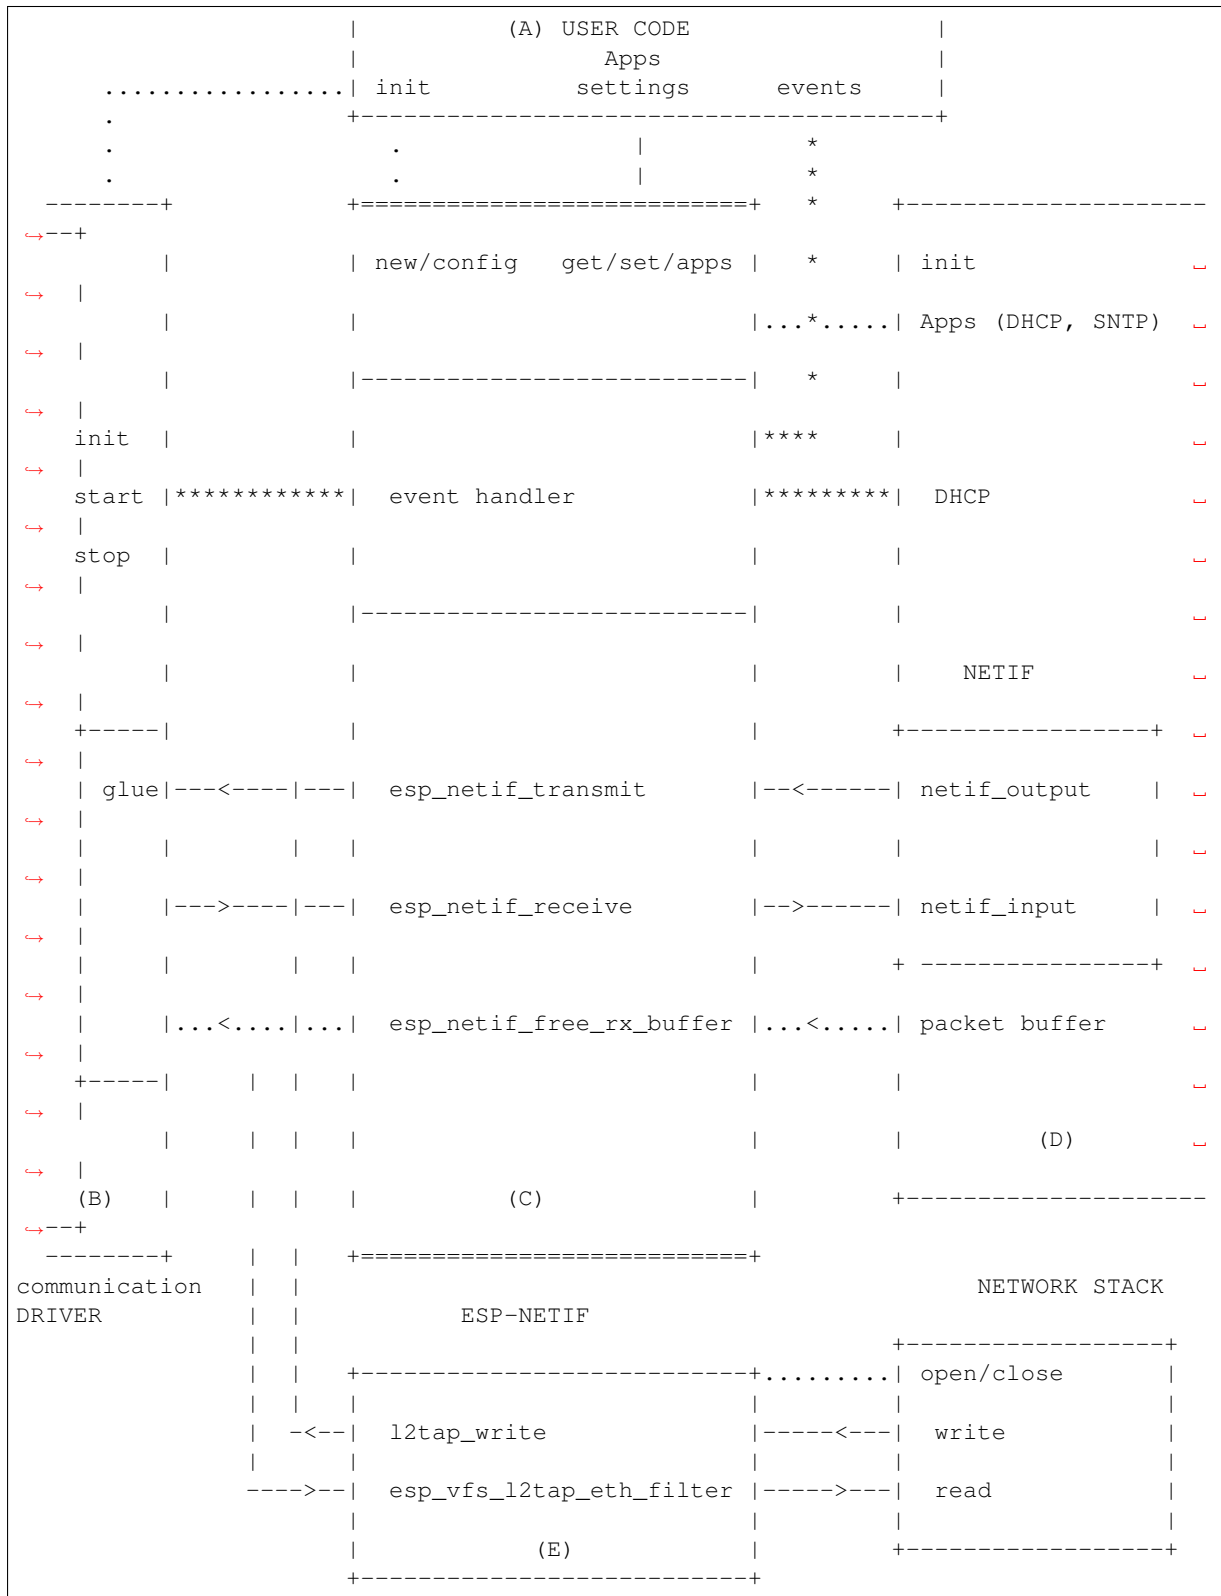 (A) USER CODE
Apps
init settings events
new/config get/set/apps init
Apps (DHCP, SNTP)
init
start event handler DHCP
stop
NETIF
glue esp_netif_transmit netif_output
esp_netif_receive netif_input
esp_netif_free_rx_buffer packet buffer
(D)
(B) (C)
communication NETWORK STACK
DRIVER ESP-NETIF
open/close
l2tap_write write
esp_vfs_l2tap_eth_filter read
(E)